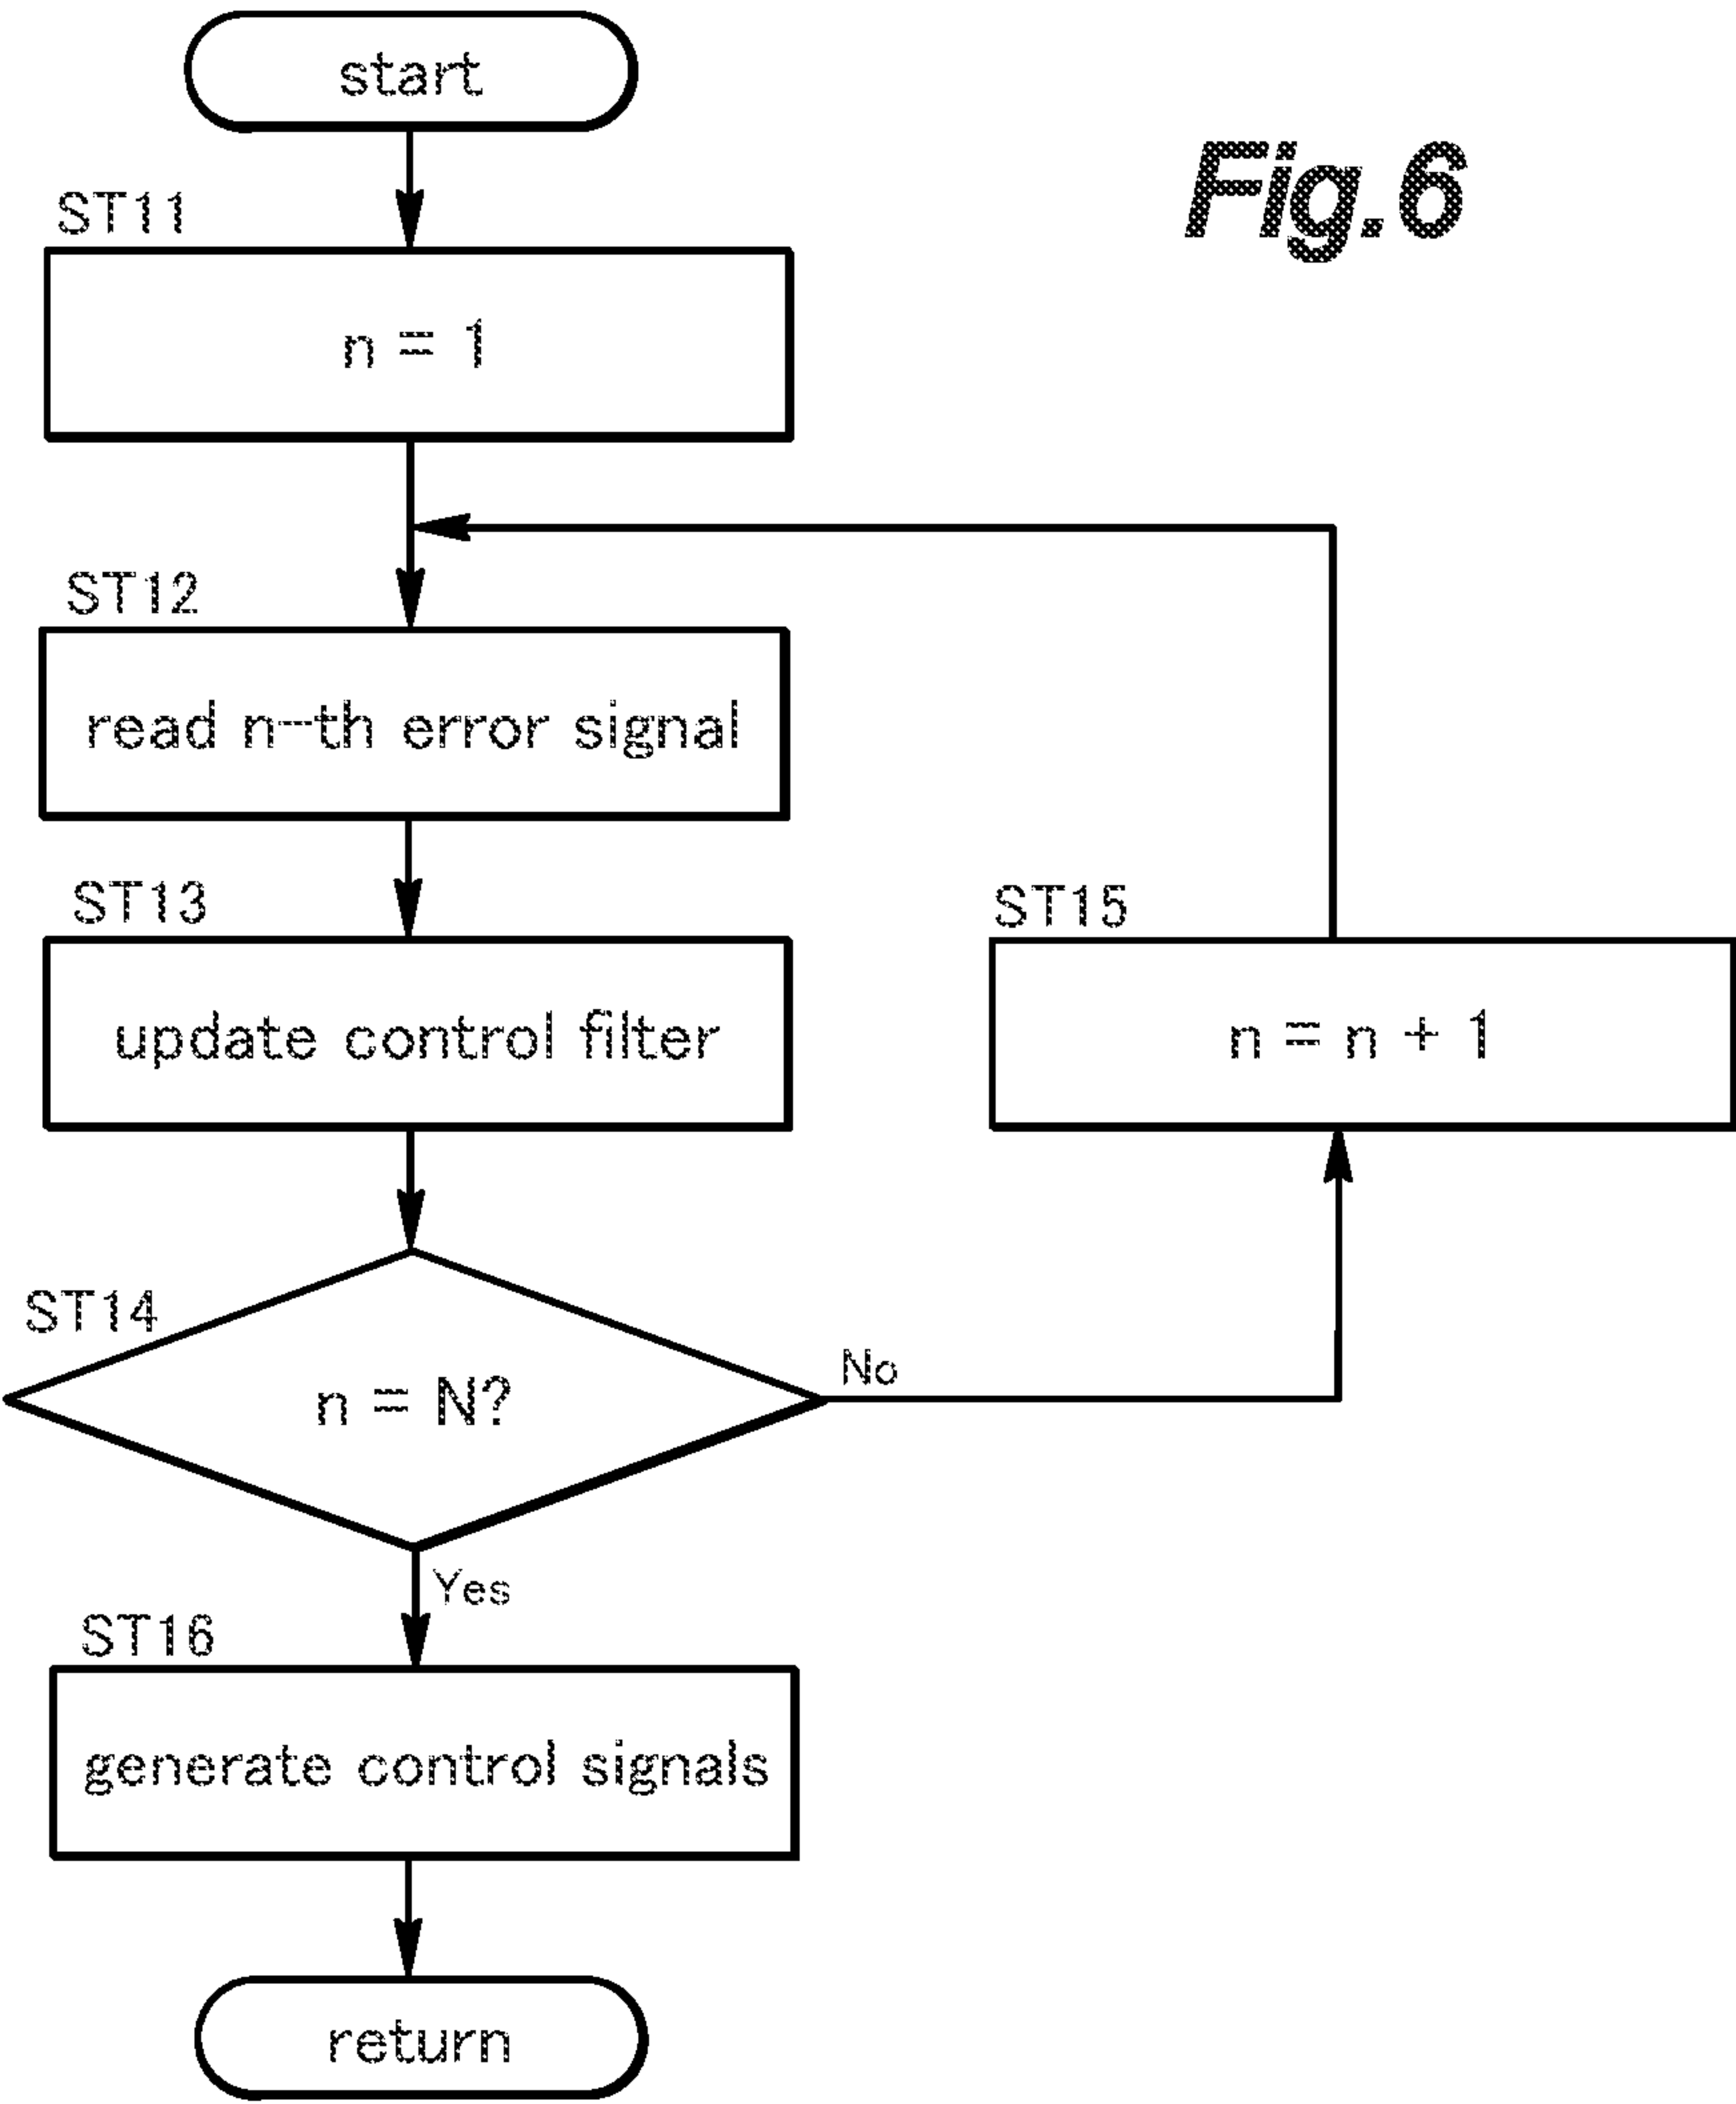 start
Fig.6
ST11
n = 1
ST12
read n-th error signal
ST13
update control filter
ST15
n = n + 1
ST14
n = N?
No
Yes
ST16
generate control signals
return